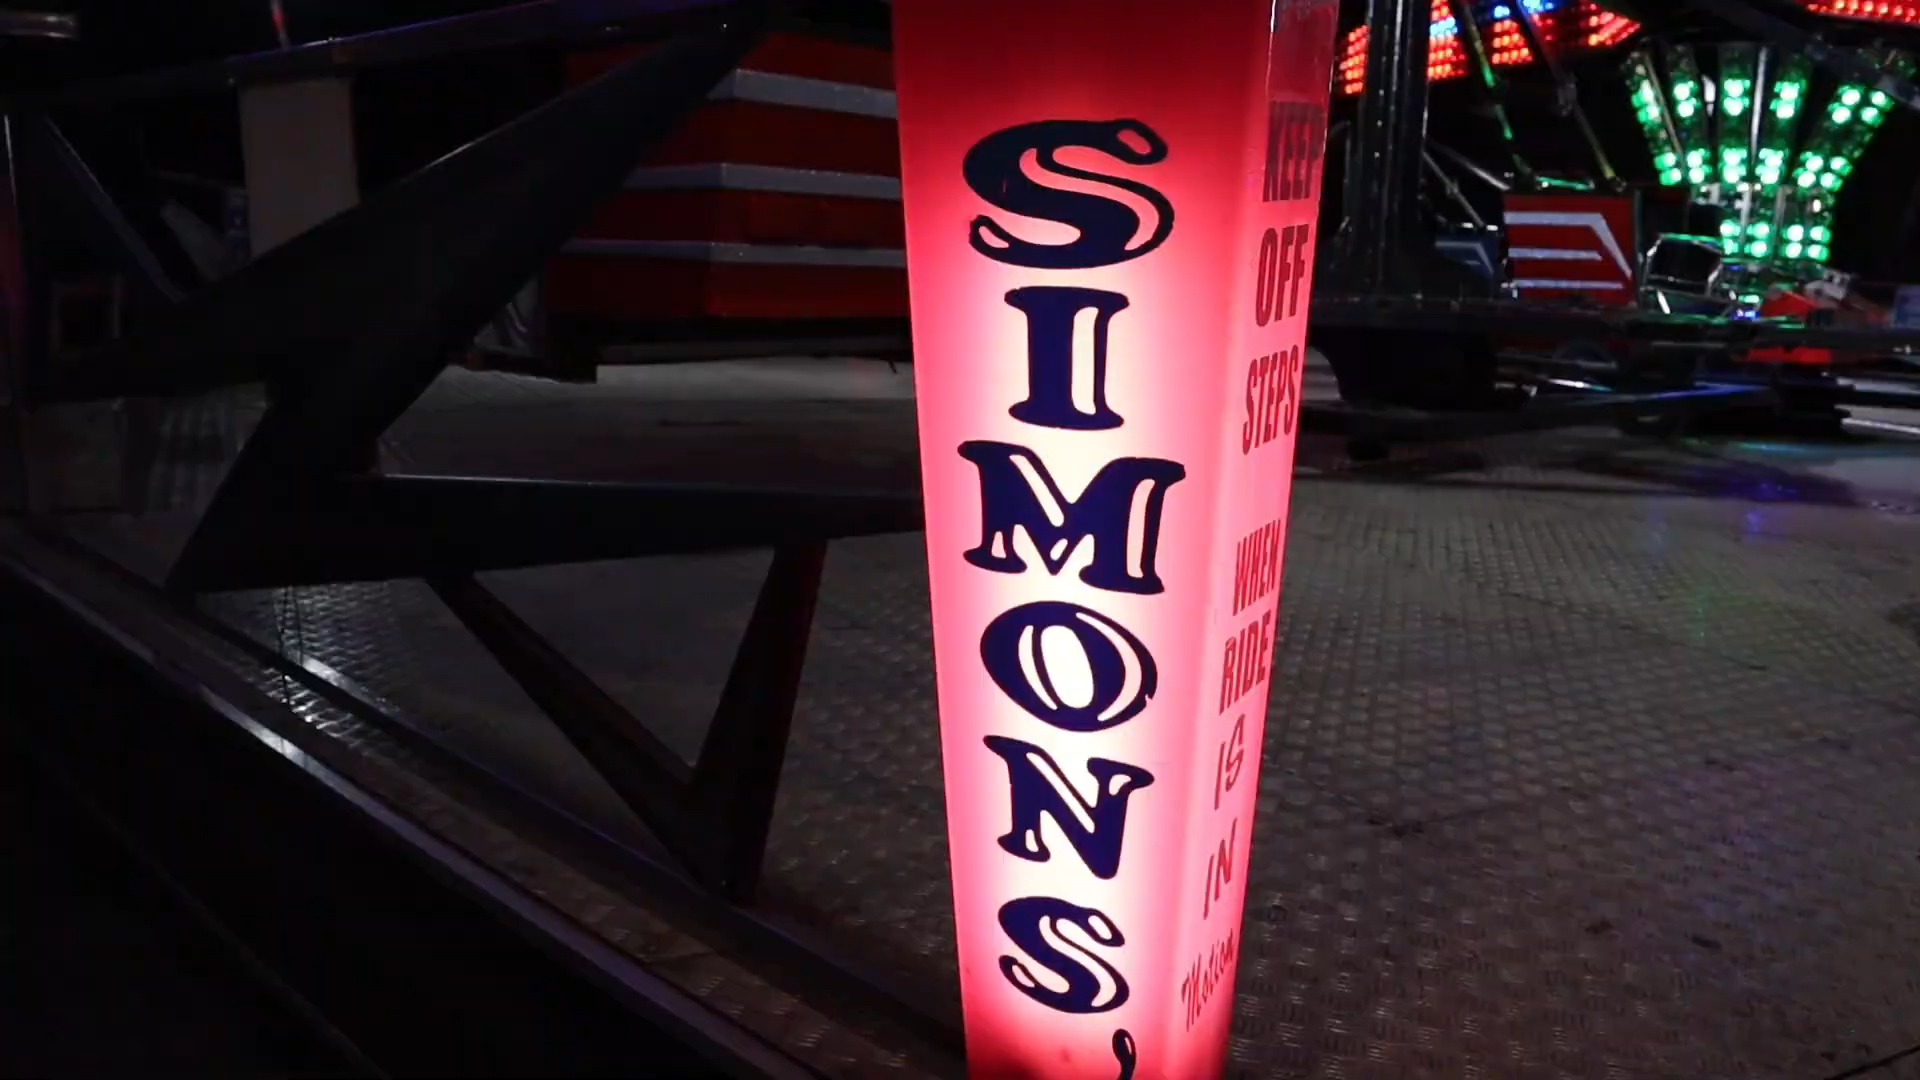 SIMONS,
KEEP
OFF
STEPS
WHEN
RIDE
IS
IN
Motion